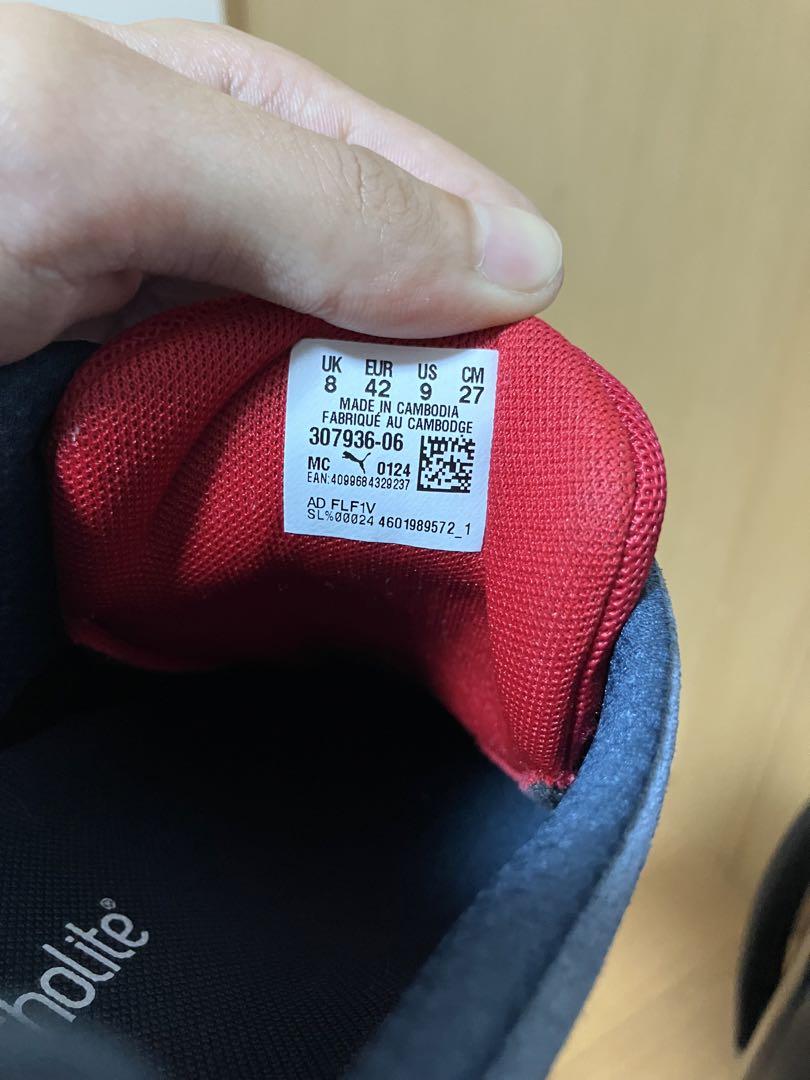 UK EUR US CM
8 42 9 27
MADE IN CAMBODIA
FABRIQUÉ AU CAMBODGE
307936-06
MC 0124
EAN:4099684329237
AD FLF1V
SL%00024 4601989572_1
holite®